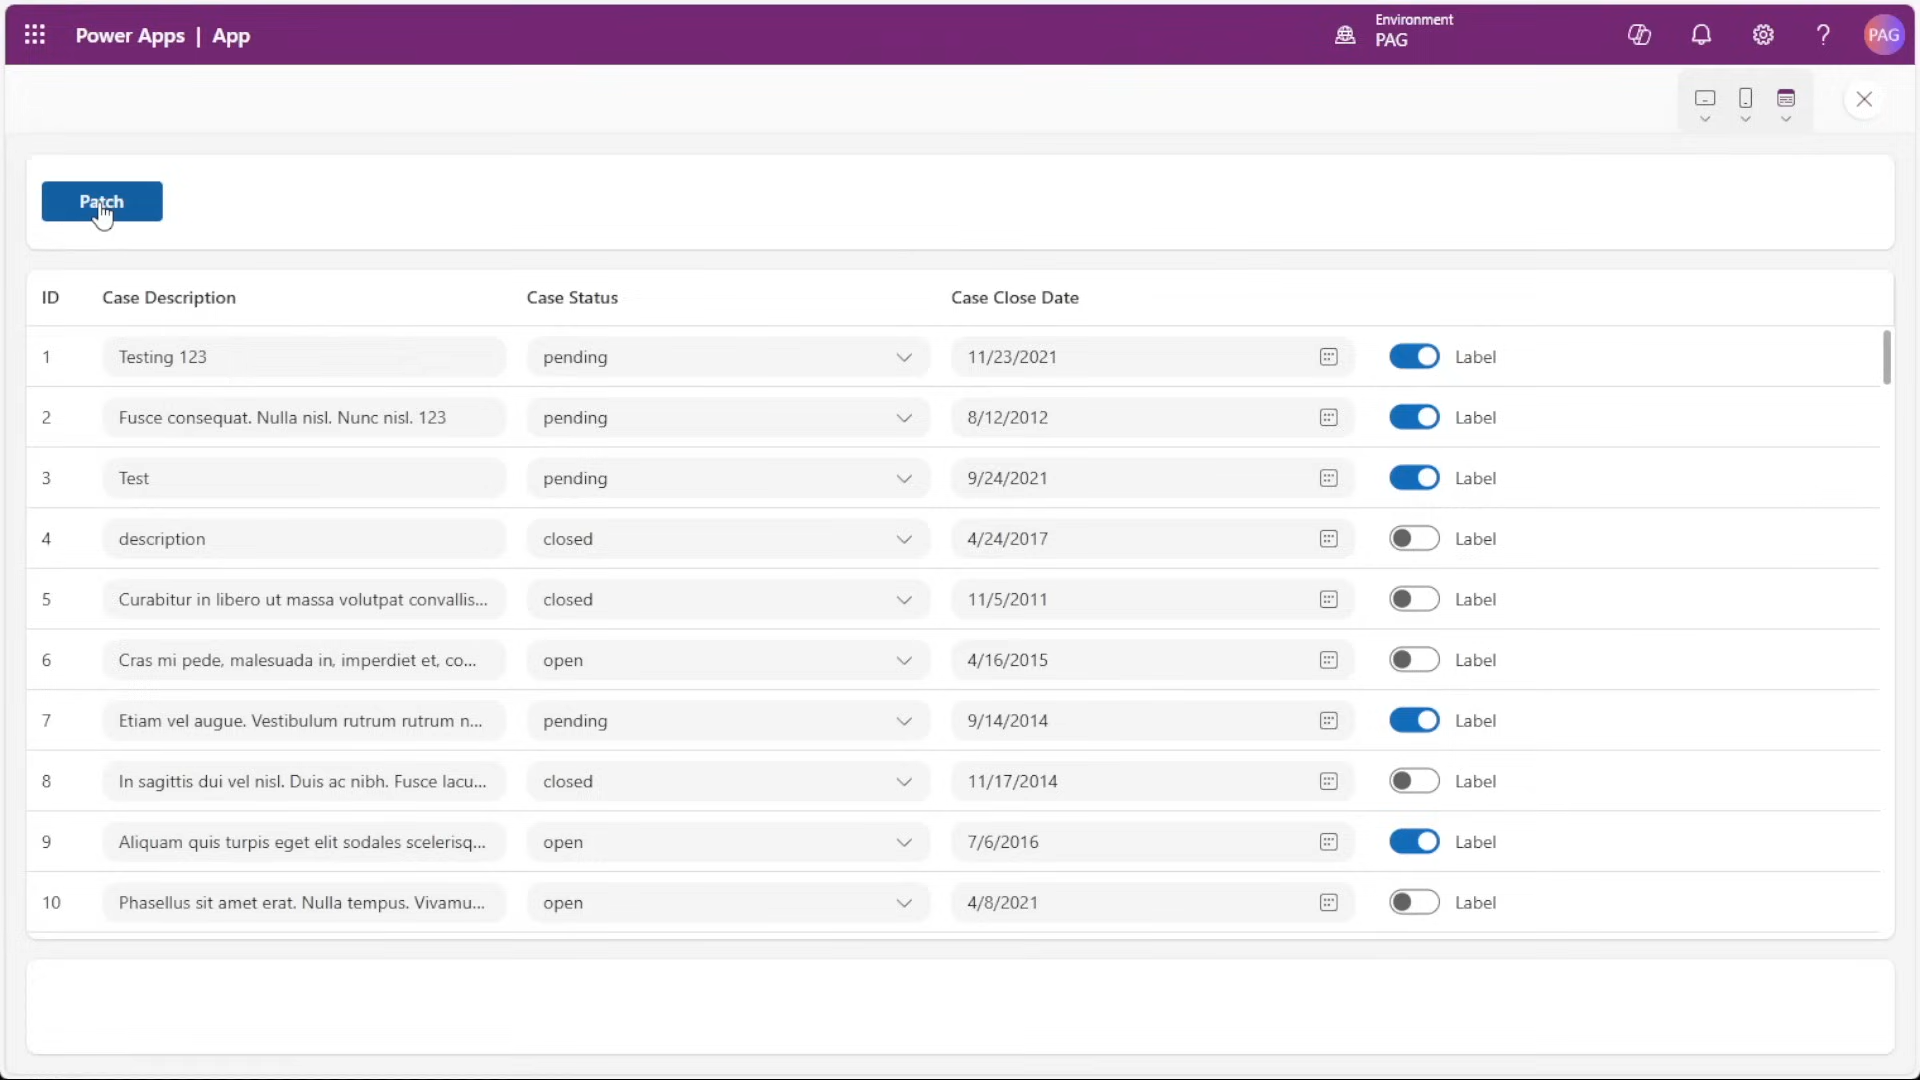 Power Apps | App
Environment
PAG
PAG
Patch
ID Case Description Case Status Case Close Date
1 Testing 123 pending 11/23/2021 Label
2 Fusce consequat. Nulla nisl. Nunc nisl. 123 pending 8/12/2012 Label
3 Test pending 9/24/2021 Label
4 description closed 4/24/2017 Label
5 Curabitur in libero ut massa volutpat convallis... closed 11/5/2011 Label
6 Cras mi pede, malesuada in, imperdiet et, co... open 4/16/2015 Label
7 Etiam vel augue. Vestibulum rutrum rutrum n... pending 9/14/2014 Label
8 In sagittis dui vel nisl. Duis ac nibh. Fusce lacu... closed 11/17/2014 Label
9 Aliquam quis turpis eget elit sodales scelerisq... open 7/6/2016 Label
10 Phasellus sit amet erat. Nulla tempus. Vivamu... open 4/8/2021 Label